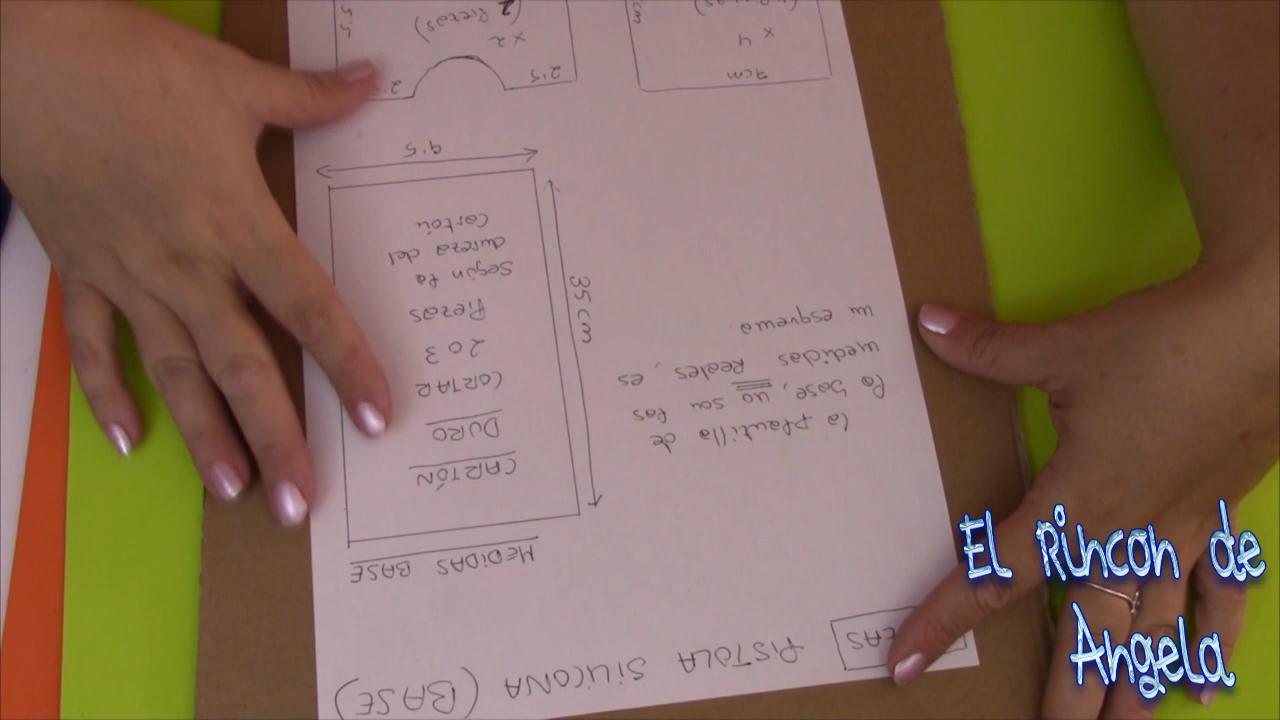 PISTOLA SILICONA (BASE)
MEDIDAS BASE
CARTÓN
DURO
CORTAR
2 o 3
Piezas
Según la
dureza del
cartón
35 cm
9'5
La plantilla de
la base, no son las
medidas Reales, es
un esquema.
2'5
2'5
x 2
Piezas)
7cm
x 4
El Rincon de
Angela